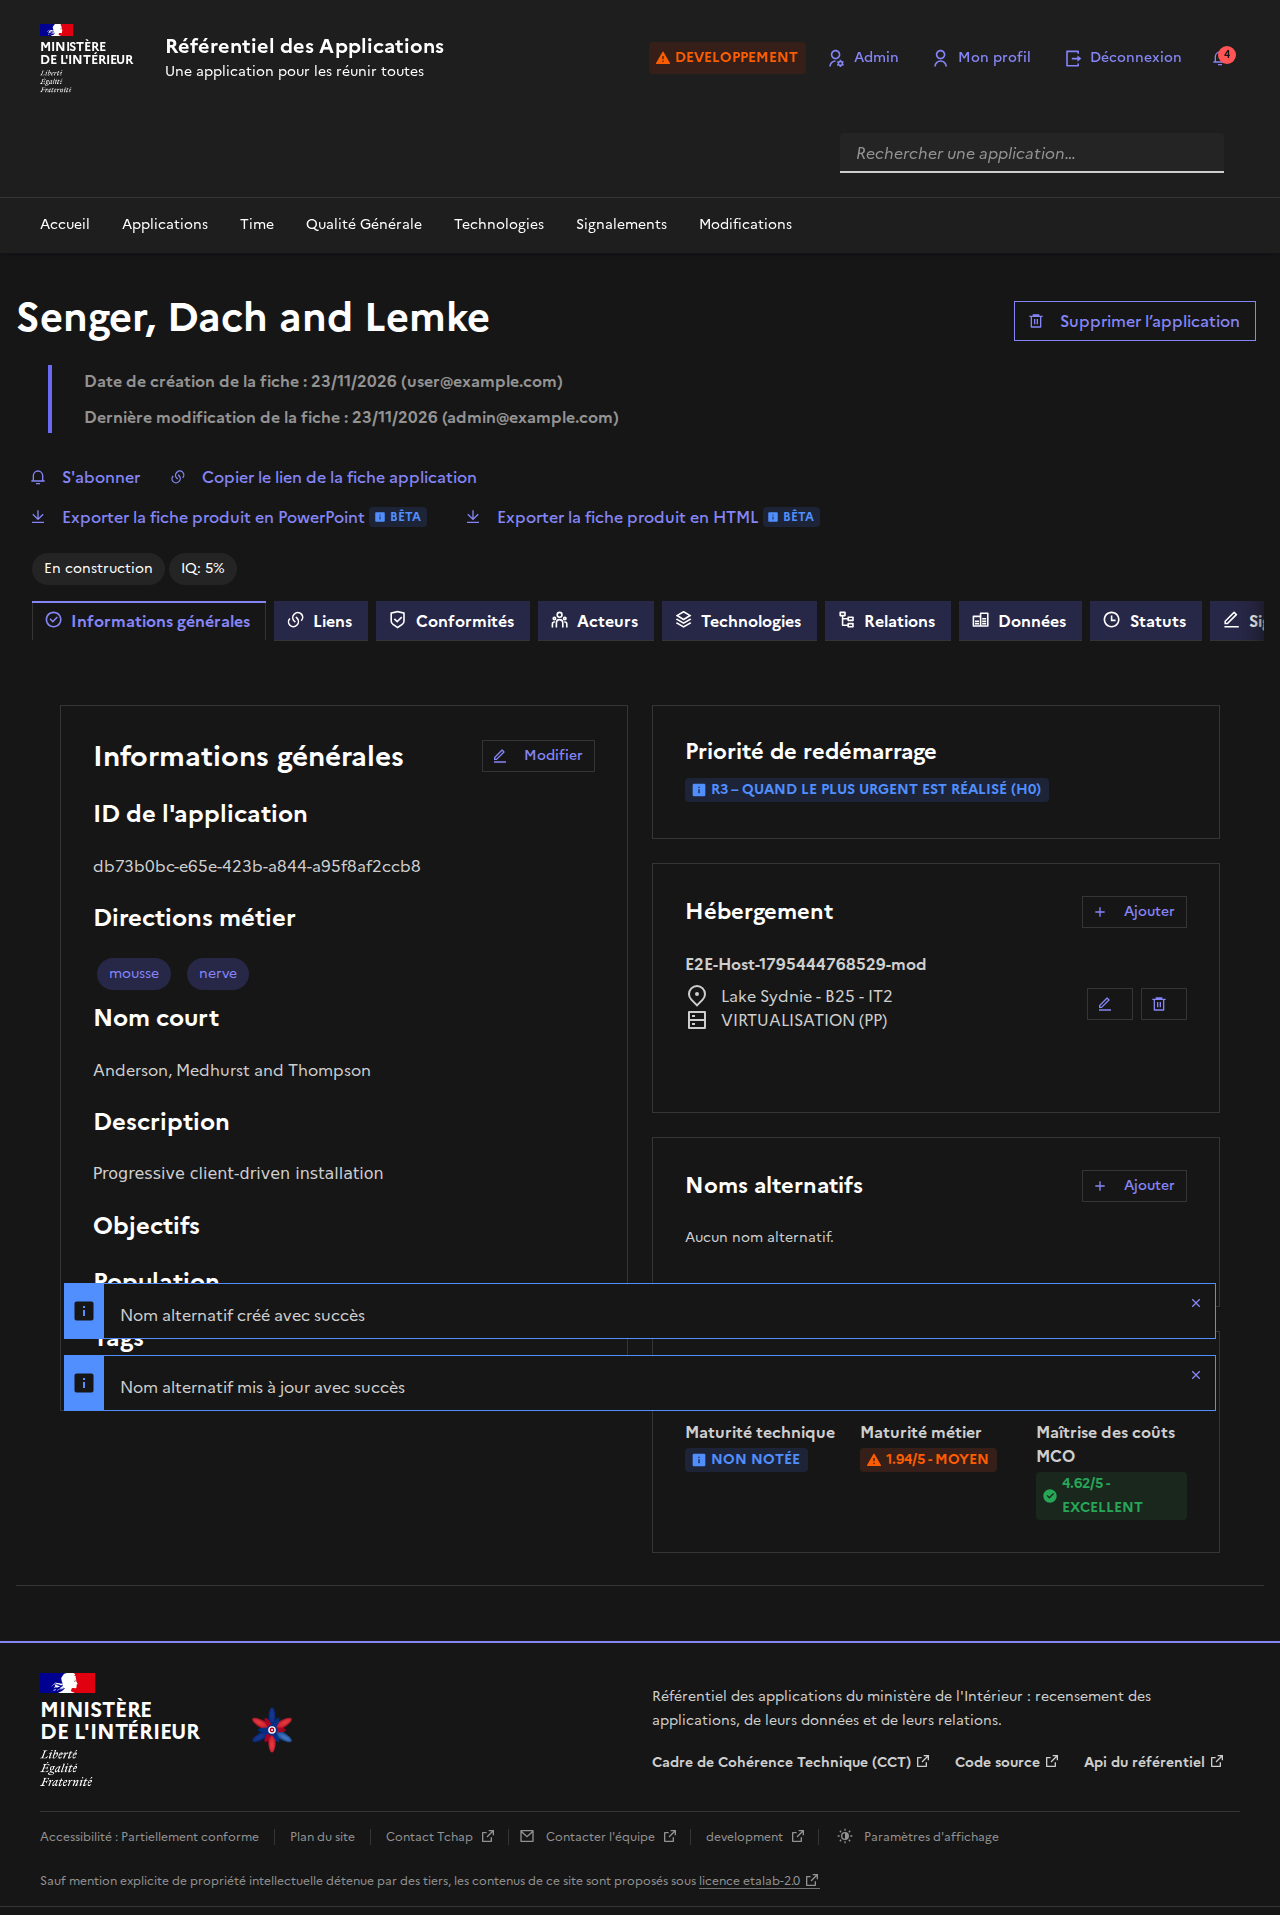 MINISTÈRE
DE L'INTÉRIEUR
Liberté
Égalité
Fraternité
Référentiel des Applications
Une application pour les réunir toutes
DEVELOPPEMENT
Admin
Mon profil
Déconnexion
4
Rechercher une application…
Accueil
Applications
Time
Qualité Générale
Technologies
Signalements
Modifications
Senger, Dach and Lemke
Supprimer l’application
Date de création de la fiche : 23/11/2026 (user@example.com)
Dernière modification de la fiche : 23/11/2026 (admin@example.com)
S'abonner
Copier le lien de la fiche application
Exporter la fiche produit en PowerPoint
BÊTA
Exporter la fiche produit en HTML
BÊTA
En construction
IQ: 5%
Informations générales
Liens
Conformités
Acteurs
Technologies
Relations
Données
Statuts
Informations générales
Modifier
ID de l'application
db73b0bc-e65e-423b-a844-a95f8af2ccb8
Directions métier
mousse
nerve
Nom court
Anderson, Medhurst and Thompson
Description
Progressive client-driven installation
Objectifs
Population
Tags
Priorité de redémarrage
R3 – QUAND LE PLUS URGENT EST RÉALISÉ (H0)
Hébergement
Ajouter
E2E-Host-1795444768529-mod
Lake Sydnie - B25 - IT2
VIRTUALISATION (PP)
Noms alternatifs
Ajouter
Aucun nom alternatif.
Nom alternatif créé avec succès
Nom alternatif mis à jour avec succès
Maturité technique
NON NOTÉE
Maturité métier
1.94/5 - MOYEN
Maîtrise des coûts
MCO
4.62/5 -
EXCELLENT
MINISTÈRE
DE L'INTÉRIEUR
Liberté
Égalité
Fraternité
Référentiel des applications du ministère de l'Intérieur : recensement des
applications, de leurs données et de leurs relations.
Cadre de Cohérence Technique (CCT)
Code source
Api du référentiel
Accessibilité : Partiellement conforme
Plan du site
Contact Tchap
Contacter l'équipe
development
Paramètres d'affichage
Sauf mention explicite de propriété intellectuelle détenue par des tiers, les contenus de ce site sont proposés sous licence etalab-2.0